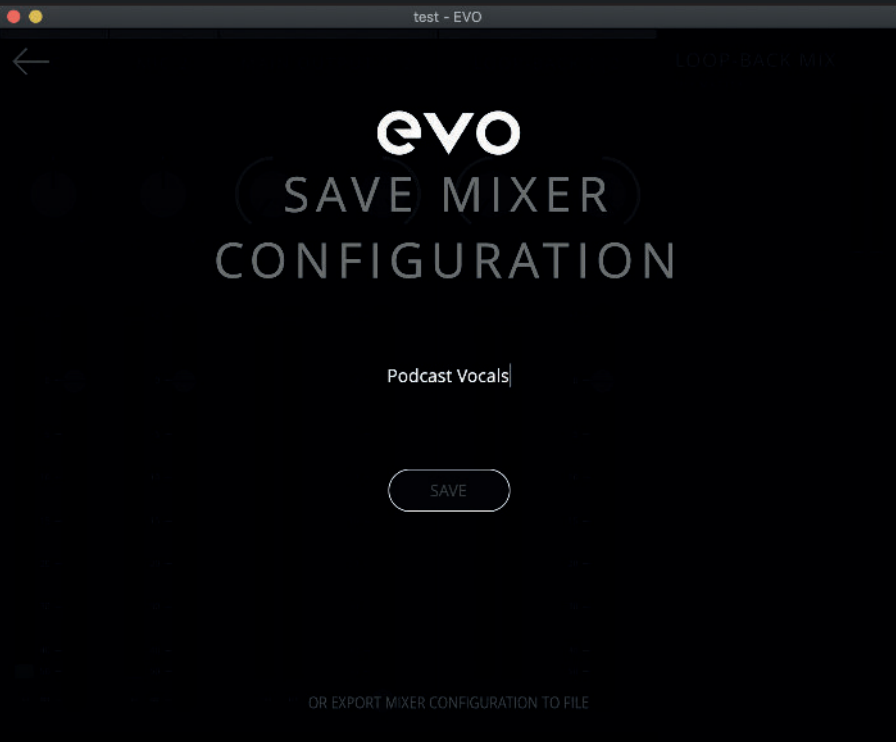 test - EVO
LOOP-BACK MIX
evo
SAVE MIXER
CONFIGURATION
Podcast Vocals
SAVE
OR EXPORT MIXER CONFIGURATION TO FILE